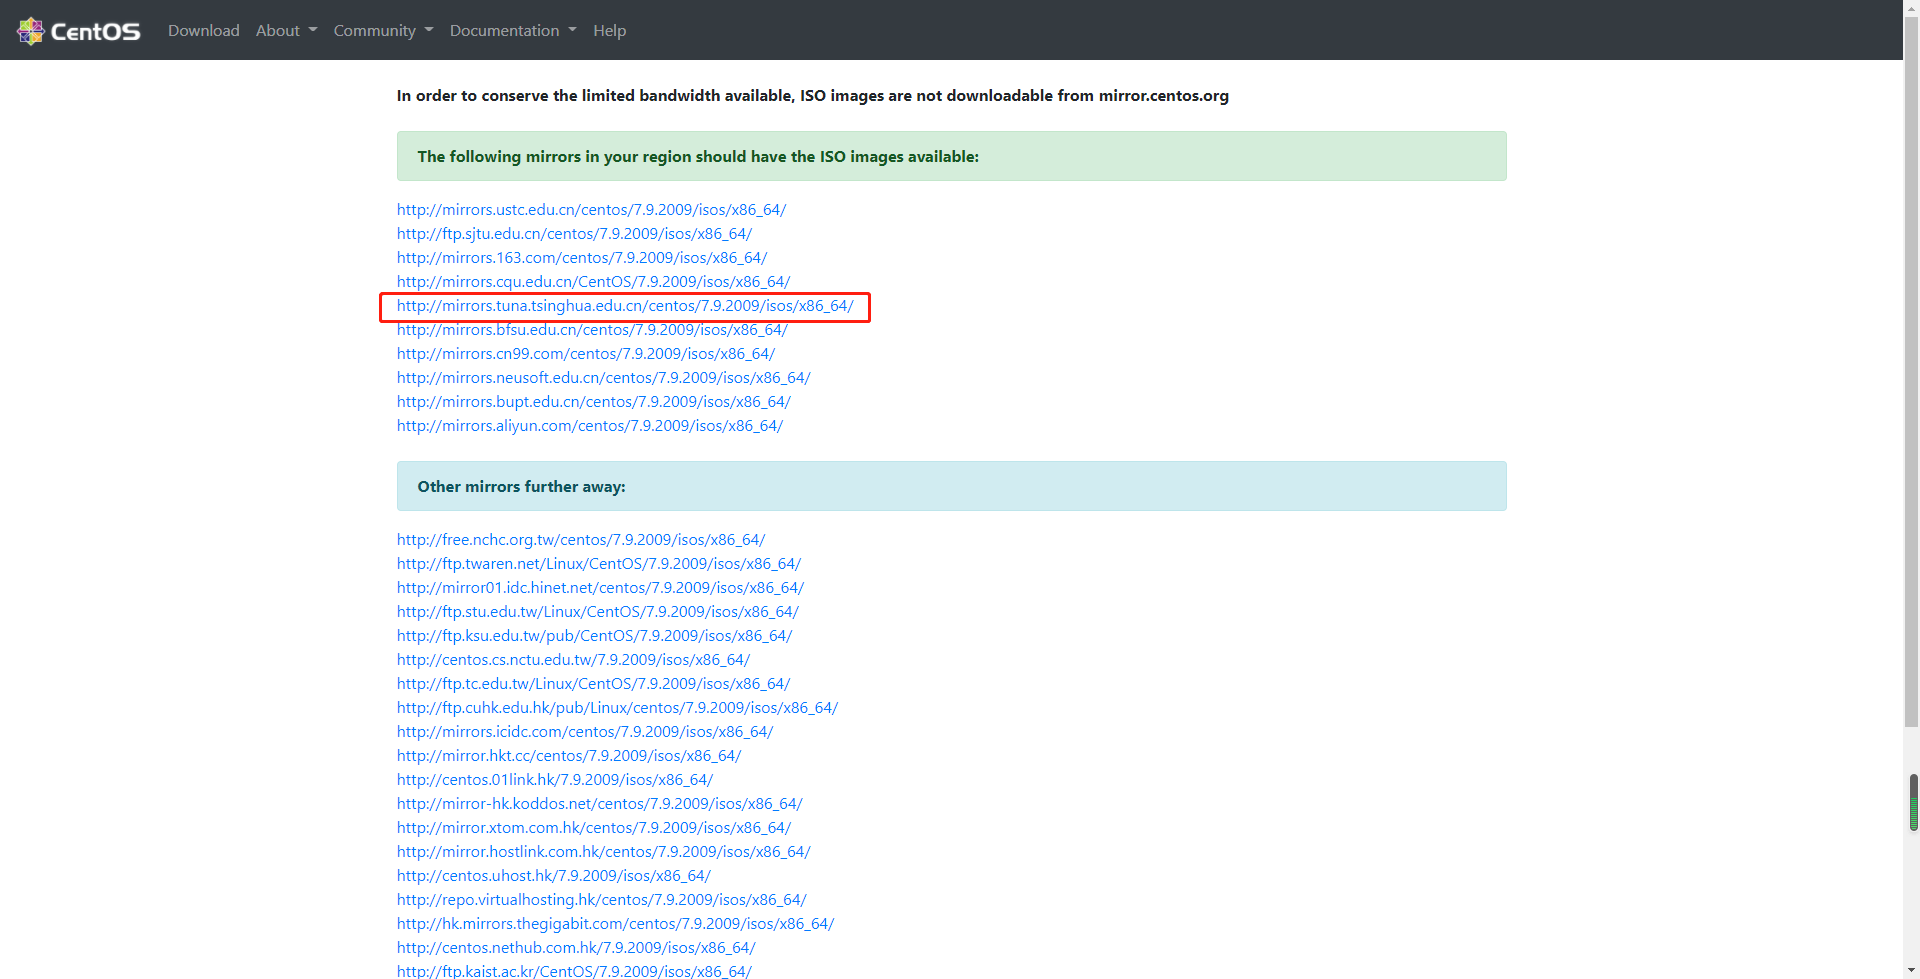 CentOS Download About Community Documentation Help
In order to conserve the limited bandwidth available, ISO images are not downloadable from mirror.centos.org
The following mirrors in your region should have the ISO images available:
http://mirrors.ustc.edu.cn/centos/7.9.2009/isos/x86_64/
http://ftp.sjtu.edu.cn/centos/7.9.2009/isos/x86_64/
http://mirrors.163.com/centos/7.9.2009/isos/x86_64/
http://mirrors.cqu.edu.cn/CentOS/7.9.2009/isos/x86_64/
http://mirrors.tuna.tsinghua.edu.cn/centos/7.9.2009/isos/x86_64/
http://mirrors.bfsu.edu.cn/centos/7.9.2009/isos/x86_64/
http://mirrors.cn99.com/centos/7.9.2009/isos/x86_64/
http://mirrors.neusoft.edu.cn/centos/7.9.2009/isos/x86_64/
http://mirrors.bupt.edu.cn/centos/7.9.2009/isos/x86_64/
http://mirrors.aliyun.com/centos/7.9.2009/isos/x86_64/
Other mirrors further away:
http://free.nchc.org.tw/centos/7.9.2009/isos/x86_64/
http://ftp.twaren.net/Linux/CentOS/7.9.2009/isos/x86_64/
http://mirror01.idc.hinet.net/centos/7.9.2009/isos/x86_64/
http://ftp.stu.edu.tw/Linux/CentOS/7.9.2009/isos/x86_64/
http://ftp.ksu.edu.tw/pub/CentOS/7.9.2009/isos/x86_64/
http://centos.cs.nctu.edu.tw/7.9.2009/isos/x86_64/
http://ftp.tc.edu.tw/Linux/CentOS/7.9.2009/isos/x86_64/
http://ftp.cuhk.edu.hk/pub/Linux/centos/7.9.2009/isos/x86_64/
http://mirrors.icidc.com/centos/7.9.2009/isos/x86_64/
http://mirror.hkt.cc/centos/7.9.2009/isos/x86_64/
http://centos.01link.hk/7.9.2009/isos/x86_64/
http://mirror-hk.koddos.net/centos/7.9.2009/isos/x86_64/
http://mirror.xtom.com.hk/centos/7.9.2009/isos/x86_64/
http://mirror.hostlink.com.hk/centos/7.9.2009/isos/x86_64/
http://centos.uhost.hk/7.9.2009/isos/x86_64/
http://repo.virtualhosting.hk/centos/7.9.2009/isos/x86_64/
http://hk.mirrors.thegigabit.com/centos/7.9.2009/isos/x86_64/
http://centos.nethub.com.hk/7.9.2009/isos/x86_64/
http://ftp.kaist.ac.kr/CentOS/7.9.2009/isos/x86_64/